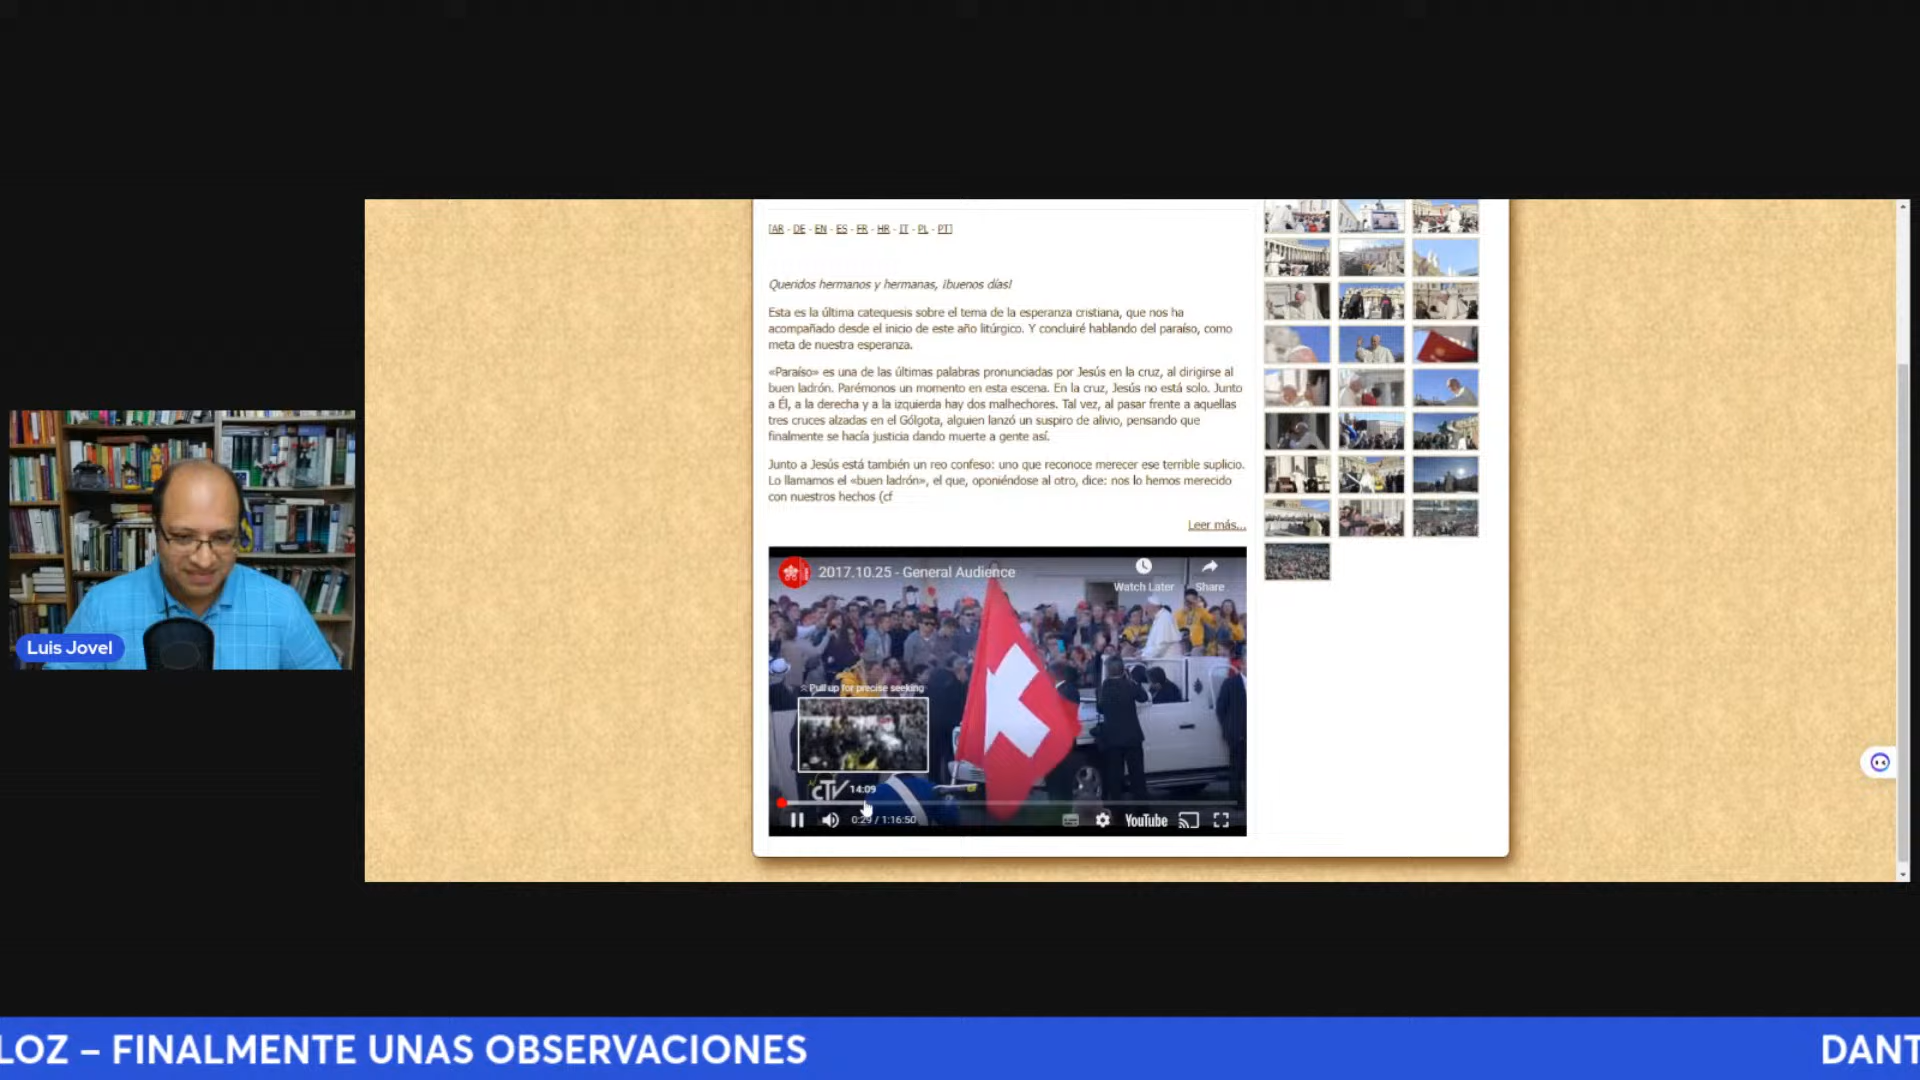 [AR - DE - EN - ES - FR - HR - IT - PL - PT]
Queridos hermanos y hermanas, ¡buenos días!
Esta es la última catequesis sobre el tema de la esperanza cristiana, que nos ha
acompañado desde el inicio de este año litúrgico. Y concluiré hablando del paraíso, como
meta de nuestra esperanza.
«Paraíso» es una de las últimas palabras pronunciadas por Jesús en la cruz, al dirigirse al
buen ladrón. Parémonos un momento en esta escena. En la cruz, Jesús no está solo. Junto
a Él, a la derecha y a la izquierda hay dos malhechores. Tal vez, al pasar frente a aquellas
tres cruces alzadas en el Gólgota, alguien lanzó un suspiro de alivio, pensando que
finalmente se hacía justicia dando muerte a gente así.
Junto a Jesús está también un reo confeso: uno que reconoce merecer ese terrible suplicio.
Lo llamamos el «buen ladrón», el que, oponiéndose al otro, dice: nos lo hemos merecido
con nuestros hechos (cf
Leer más...
2017.10.25 - General Audience
Watch Later
Share
Pull up for precise seeking
CTV
14:09
0:29 / 1:16:50
YouTube
Luis Jovel
LOZ – FINALMENTE UNAS OBSERVACIONES
DANT